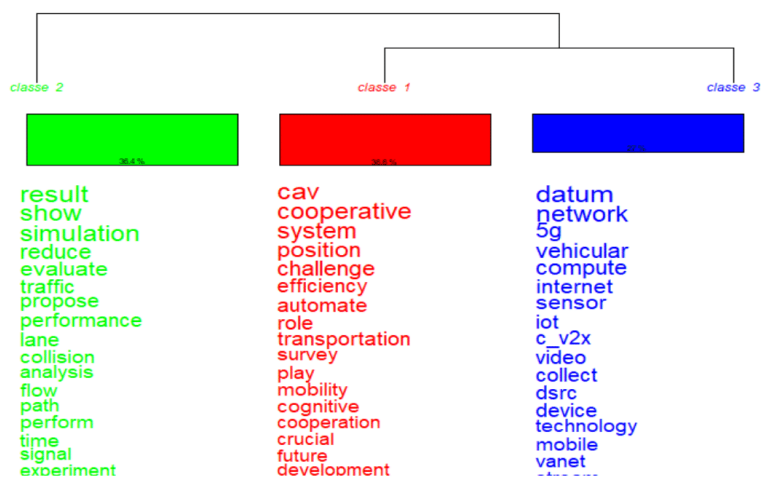 classe 2
classe 1
classe 3
36.4 %
result
show
simulation
reduce
evaluate
traffic
propose
performance
lane
collision
analysis
flow
path
perform
time
signal
experiment
cav
cooperative
system
position
challenge
efficiency
automate
role
transportation
survey
play
mobility
cognitive
cooperation
crucial
future
development
datum
network
5g
vehicular
compute
internet
sensor
iot
c_v2x
video
collect
dsrc
device
technology
mobile
vanet